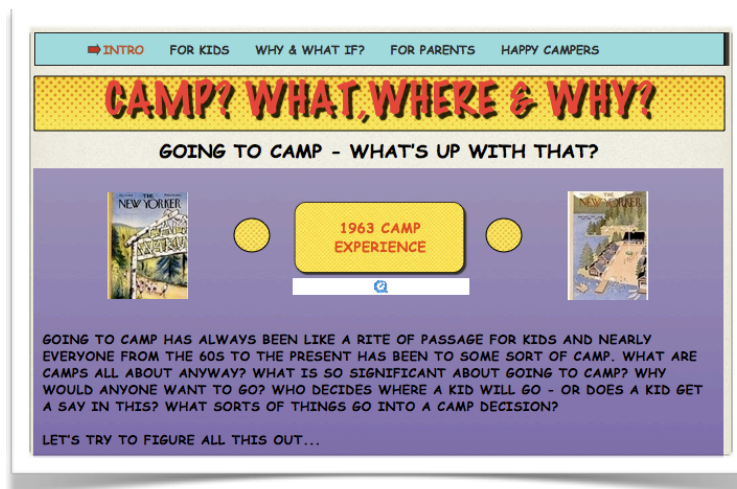 INTRO FOR KIDS WHY & WHAT IF? FOR PARENTS HAPPY CAMPERS
CAMP? WHAT,WHERE & WHY?
GOING TO CAMP - WHAT'S UP WITH THAT?
THE
NEW YORKER
THE
NEW YORKER
1963 CAMP
EXPERIENCE
GOING TO CAMP HAS ALWAYS BEEN LIKE A RITE OF PASSAGE FOR KIDS AND NEARLY
EVERYONE FROM THE 60S TO THE PRESENT HAS BEEN TO SOME SORT OF CAMP. WHAT ARE
CAMPS ALL ABOUT ANYWAY? WHAT IS SO SIGNIFICANT ABOUT GOING TO CAMP? WHY
WOULD ANYONE WANT TO GO? WHO DECIDES WHERE A KID WILL GO - OR DOES A KID GET
A SAY IN THIS? WHAT SORTS OF THINGS GO INTO A CAMP DECISION?
LET'S TRY TO FIGURE ALL THIS OUT...